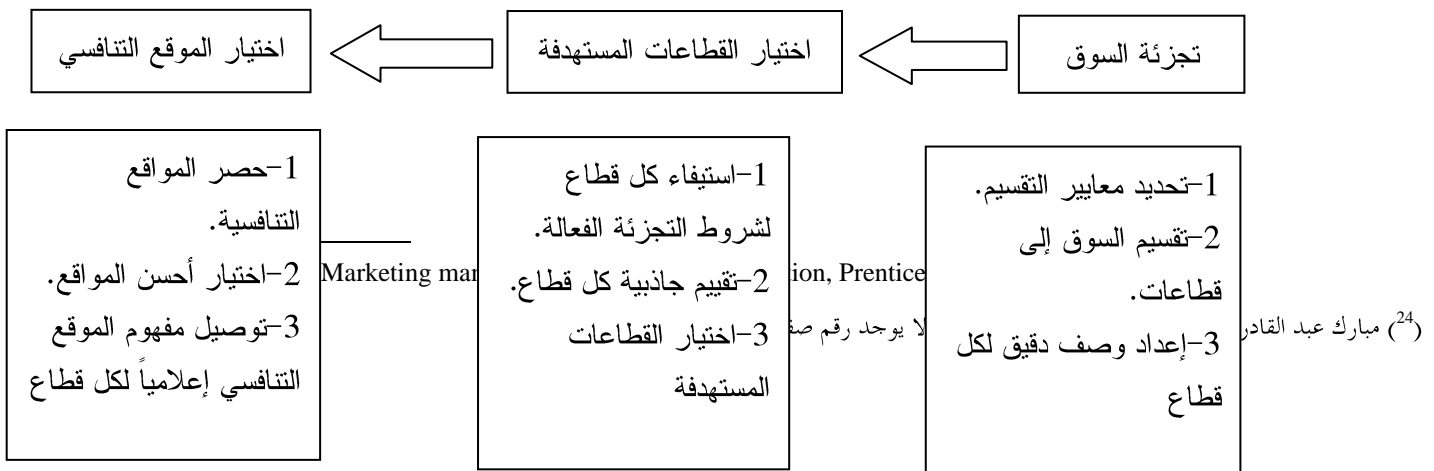 تجزئة السوق
اختيار القطاعات المستهدفة
اختيار الموقع التنافسي
1-تحديد معايير التقسيم.
2-تقسيم السوق إلى
قطاعات.
3-إعداد وصف دقيق لكل
قطاع
1-استيفاء كل قطاع
لشروط التجزئة الفعالة.
2-تقييم جاذبية كل قطاع.
3-اختيار القطاعات
المستهدفة
1-حصر المواقع
التنافسية.
2-اختيار أحسن المواقع.
3-توصيل مفهوم الموقع
التنافسي إعلامياً لكل قطاع
Marketing , Prentice
(24) مبارك عبد القادر لا يوجد رقم